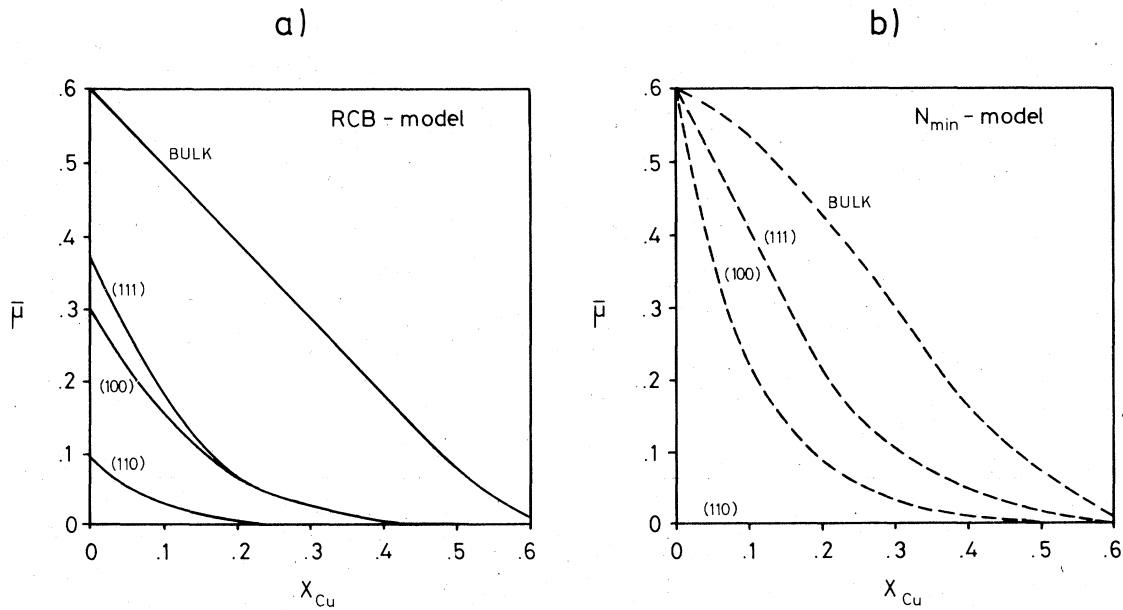 a)
RCB - model
BULK
(111)
(100)
(110)
.6
.5
.4
.3
.2
.1
0
μ̄
0 .1 0.2 .3 .4 .5 .6
X_Cu
b)
N_min - model
BULK
(111)
(100)
(110)
.6
.5
.4
.3
.2
.1
0
μ̄
0 .1 0.2 .3 .4 .5 .6
X_Cu